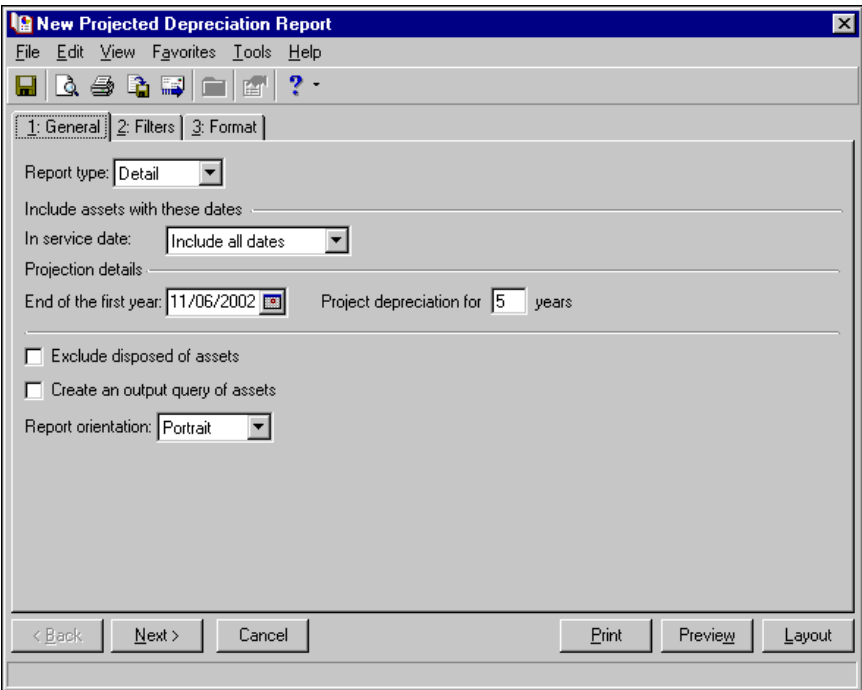 New Projected Depreciation Report
File Edit View Favorites Tools Help
?
1: General 2: Filters 3: Format
Report type: Detail
Include assets with these dates
In service date: Include all dates
Projection details
End of the first year: 11/06/2002 Project depreciation for 5 years
Exclude disposed of assets
Create an output query of assets
Report orientation: Portrait
< Back Next > Cancel Print Preview Layout